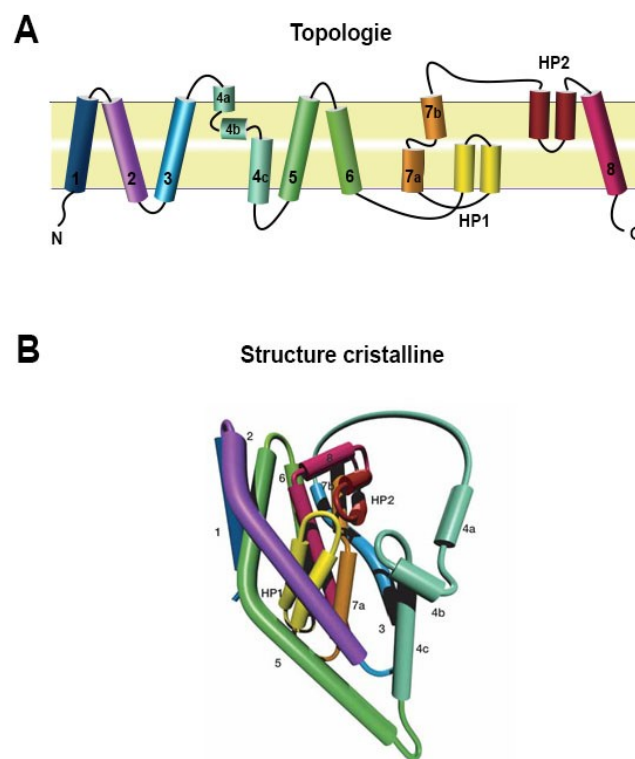 A
Topologie
HP2
4a
7b
4b
1
2
3
4c
5
6
7a
8
HP1
N
C
B
Structure cristalline
2
8
6
7b
HP2
4a
1
HP1
7a
4b
3
4c
5